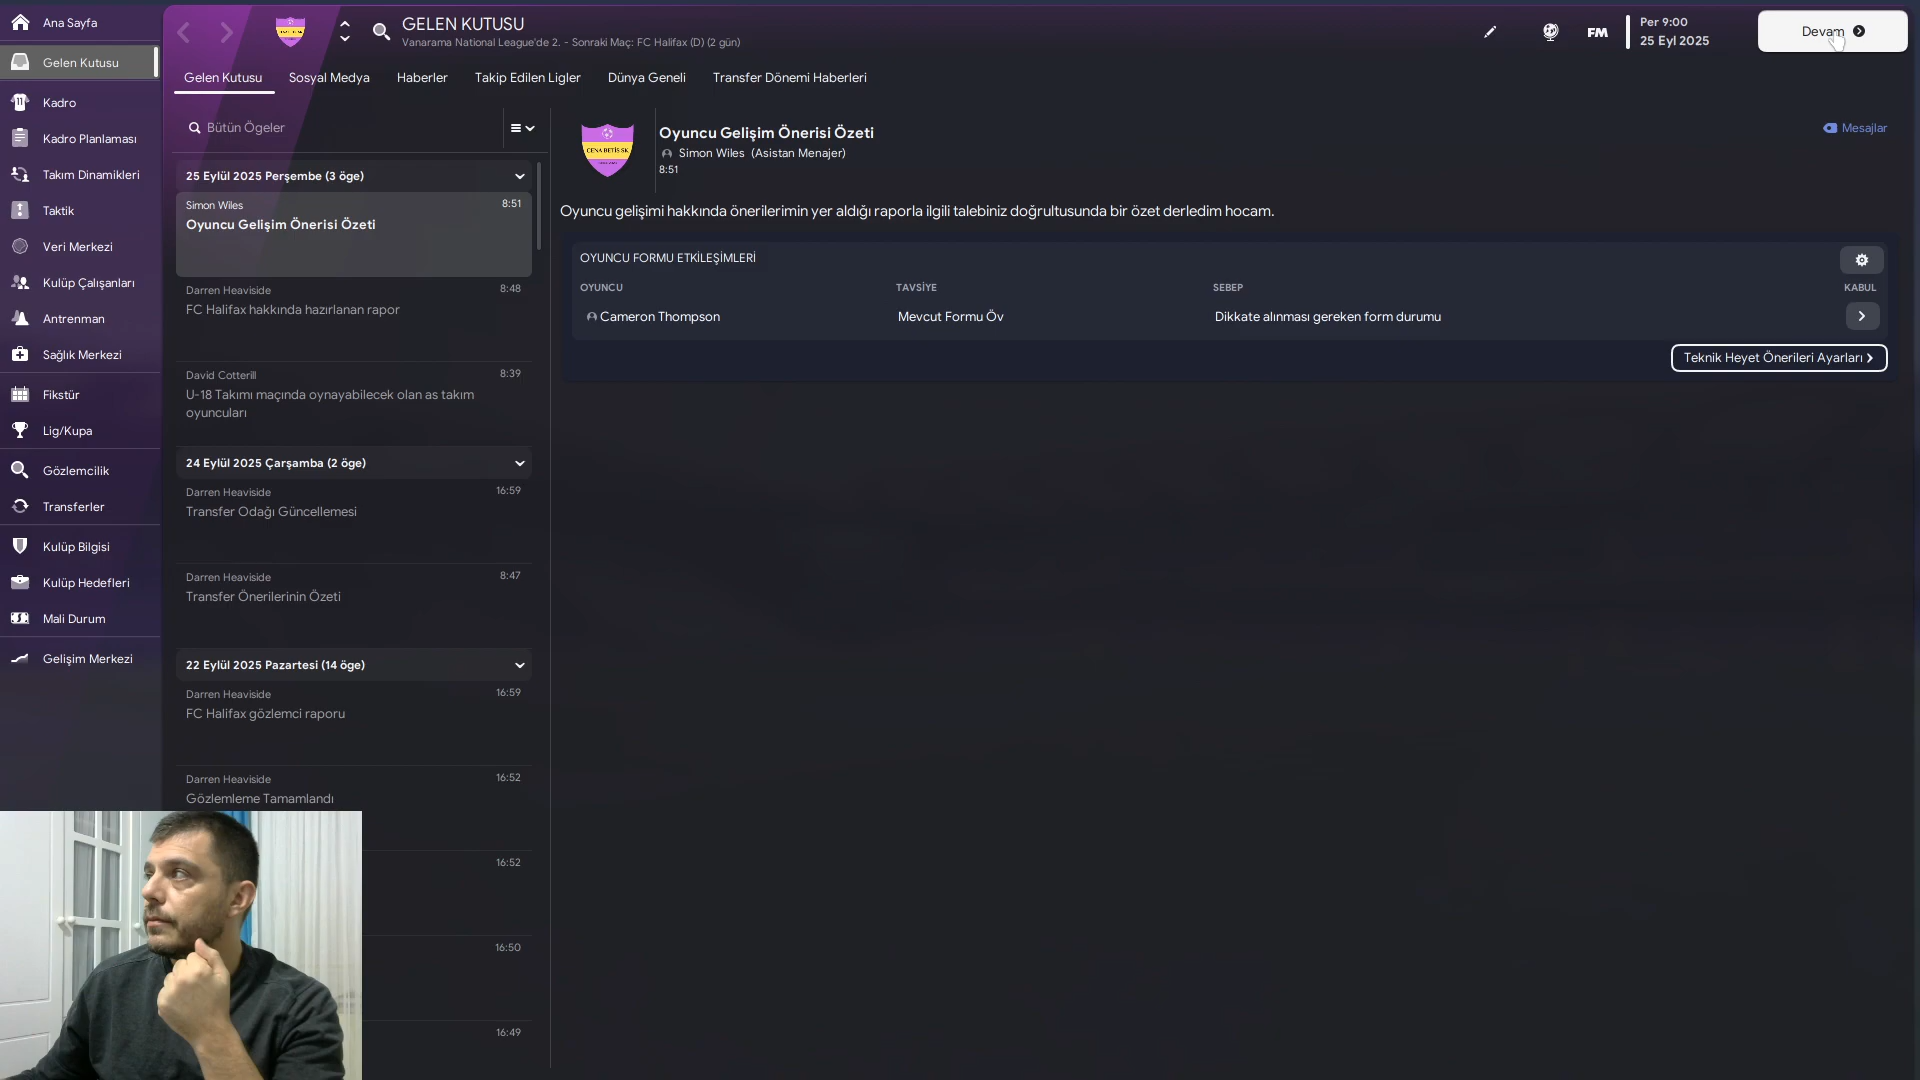 Ana Sayfa
Gelen Kutusu
Kadro
Kadro Planlaması
Takım Dinamikleri
Taktik
Veri Merkezi
Kulüp Çalışanları
Antrenman
Sağlık Merkezi
Fikstür
Lig/Kupa
Gözlemcilik
Transferler
Kulüp Bilgisi
Kulüp Hedefleri
Mali Durum
Gelişim Merkezi
GELEN KUTUSU
Vanarama National League'de 2. - Sonraki Maç: FC Halifax (D) (2 gün)
FM
Per 9:00
25 Eyl 2025
Devam
Gelen Kutusu
Sosyal Medya
Haberler
Takip Edilen Ligler
Dünya Geneli
Transfer Dönemi Haberleri
Bütün Ögeler
25 Eylül 2025 Perşembe (3 öge)
Simon Wiles 8:51
Oyuncu Gelişim Önerisi Özeti
Darren Heaviside 8:48
FC Halifax hakkında hazırlanan rapor
David Cotterill 8:39
U-18 Takımı maçında oynayabilecek olan as takım
oyuncuları
24 Eylül 2025 Çarşamba (2 öge)
Darren Heaviside 16:59
Transfer Odağı Güncellemesi
Darren Heaviside 8:47
Transfer Önerilerinin Özeti
22 Eylül 2025 Pazartesi (14 öge)
Darren Heaviside 16:59
FC Halifax gözlemci raporu
Darren Heaviside 16:52
Gözlemleme Tamamlandı
16:52
16:50
16:49
CENA BETİS SK
Oyuncu Gelişim Önerisi Özeti
Simon Wiles (Asistan Menajer)
8:51
Mesajlar
Oyuncu gelişimi hakkında önerilerimin yer aldığı raporla ilgili talebiniz doğrultusunda bir özet derledim hocam.
OYUNCU FORMU ETKİLEŞİMLERİ
OYUNCU TAVSİYE SEBEP KABUL
Cameron Thompson Mevcut Formu Öv Dikkate alınması gereken form durumu
Teknik Heyet Önerileri Ayarları